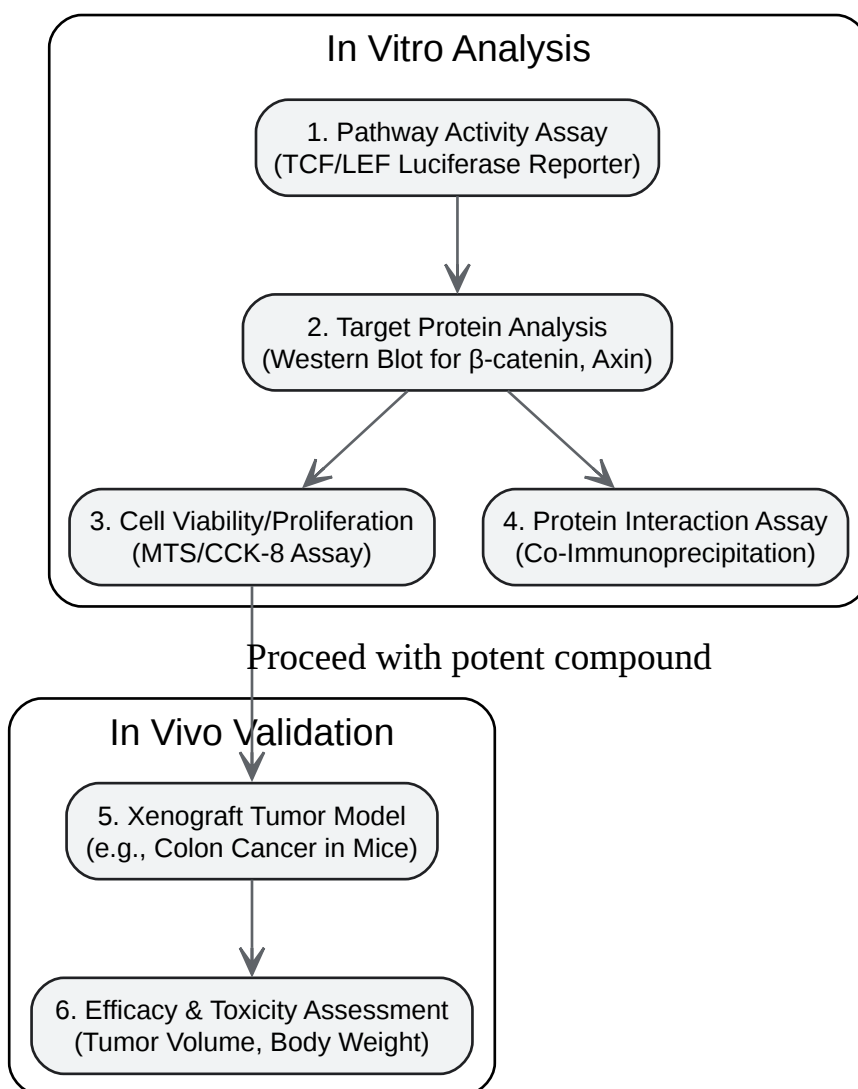 In Vitro Analysis
1. Pathway Activity Assay
(TCF/LEF Luciferase Reporter)
2. Target Protein Analysis
(Western Blot for β-catenin, Axin)
3. Cell Viability/Proliferation
(MTS/CCK-8 Assay)
4. Protein Interaction Assay
(Co-Immunoprecipitation)
Proceed with potent compound
In Vivo Validation
5. Xenograft Tumor Model
(e.g., Colon Cancer in Mice)
6. Efficacy & Toxicity Assessment
(Tumor Volume, Body Weight)